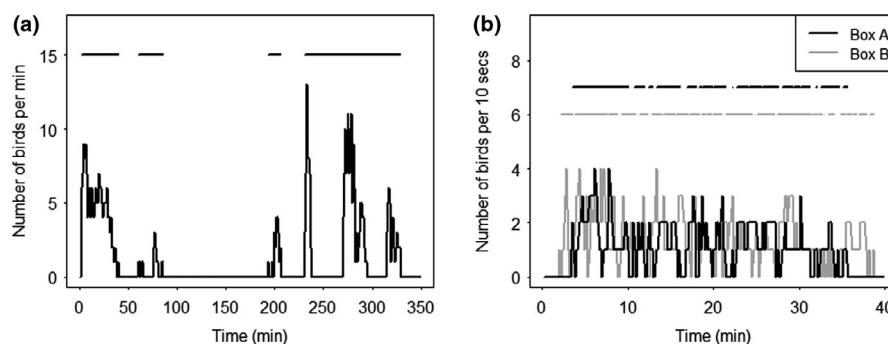 (a)
Number of birds per min
15
10
5
0
0 50 100 150 200 250 300 350
Time (min)
(b)
Number of birds per 10 secs
8
6
4
2
0
0 10 20 30 40
Time (min)
Box A
Box B